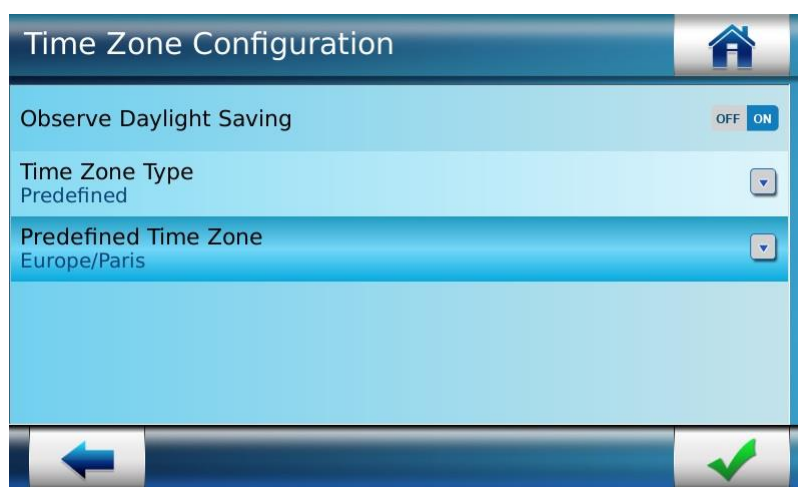 Time Zone Configuration
Observe Daylight Saving
OFF ON
Time Zone Type
Predefined
Predefined Time Zone
Europe/Paris